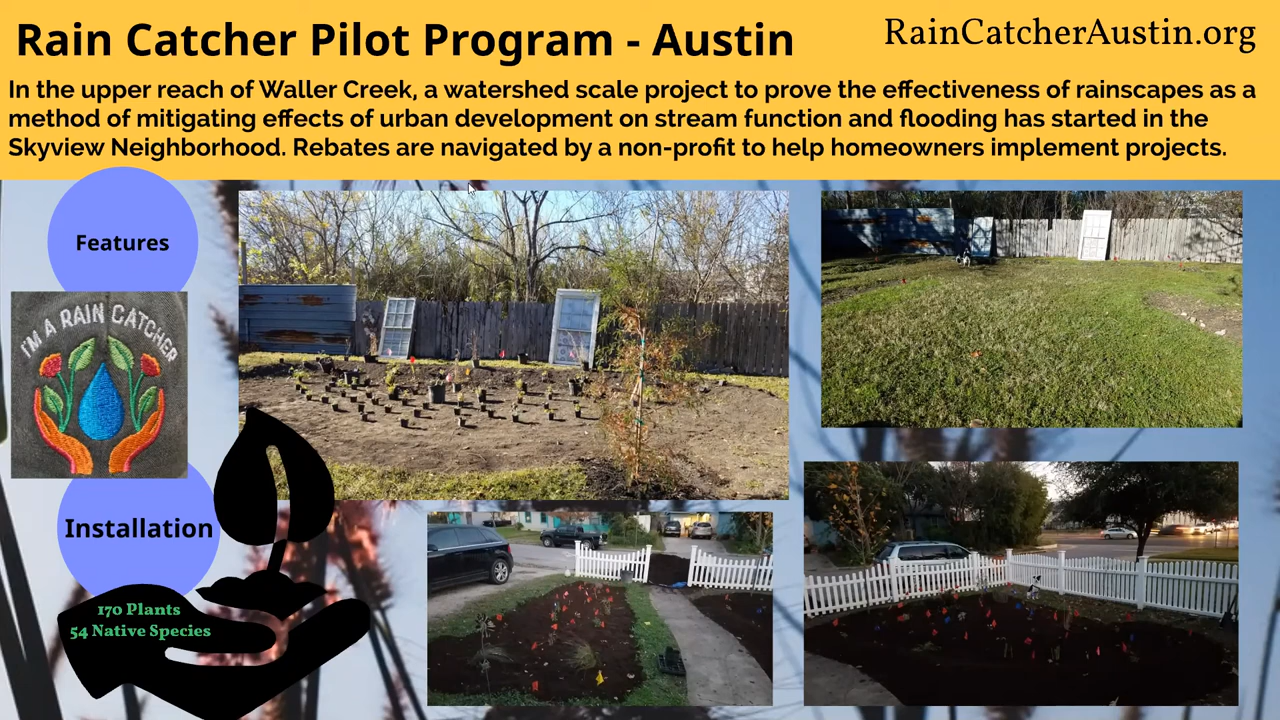 Rain Catcher Pilot Program - Austin
RainCatcherAustin.org
In the upper reach of Waller Creek, a watershed scale project to prove the effectiveness of rainscapes as a
method of mitigating effects of urban development on stream function and flooding has started in the
Skyview Neighborhood. Rebates are navigated by a non-profit to help homeowners implement projects.
Features
I'M A RAIN CATCHER
Installation
170 Plants
54 Native Species